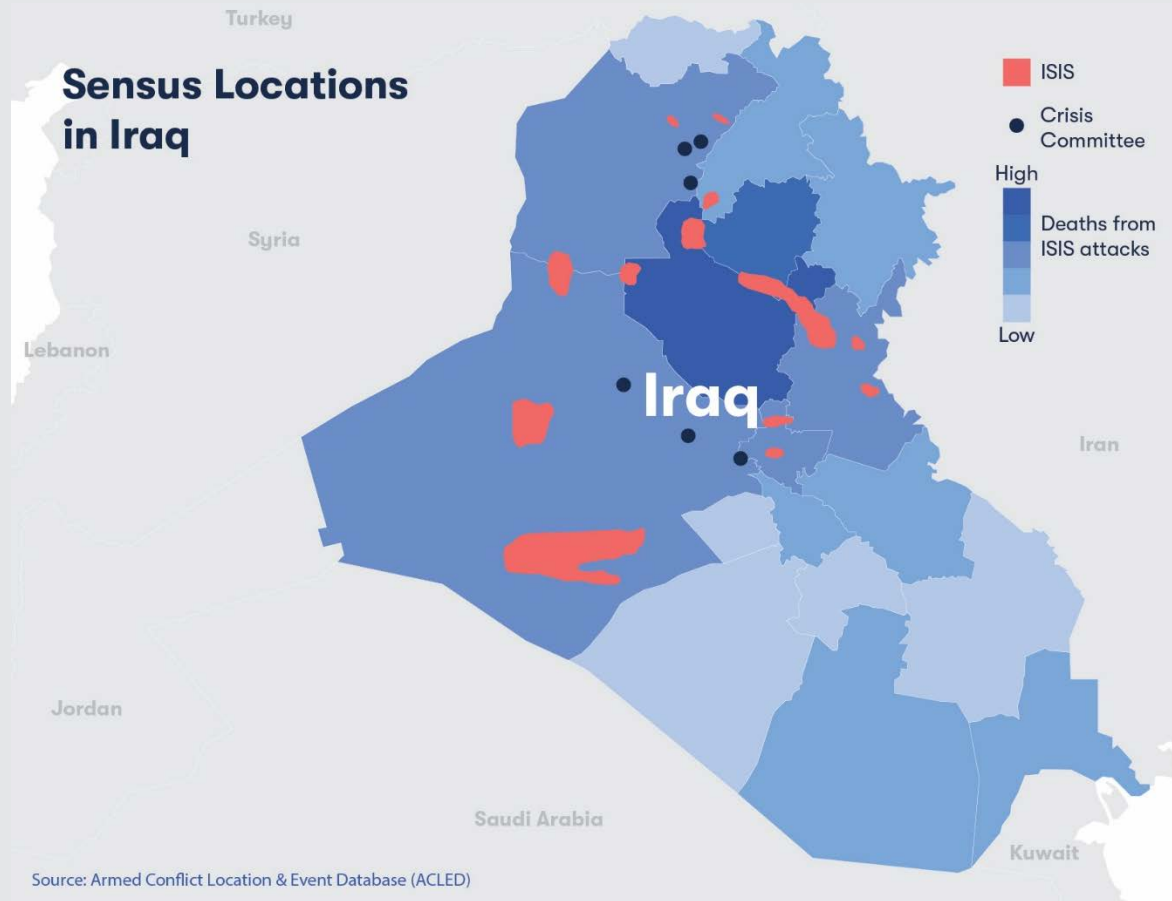 Turkey
Sensus Locations
in Iraq
ISIS
Crisis
Committee
High
Deaths from
ISIS attacks
Low
Syria
Lebanon
Iraq
Iran
Jordan
Saudi Arabia
Kuwait
Source: Armed Conflict Location & Event Database (ACLED)